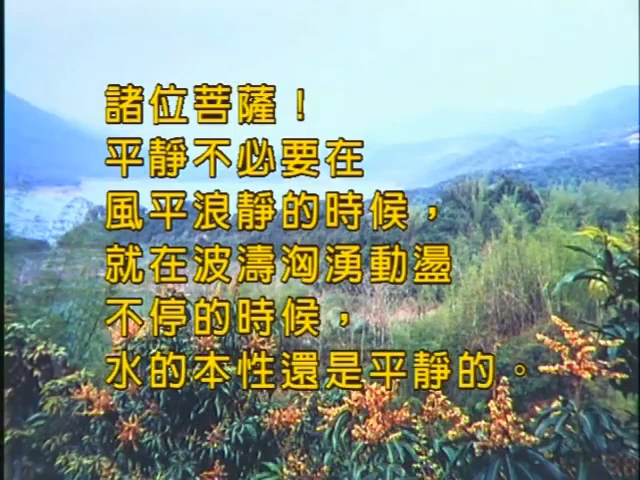 諸位菩薩！
平靜不必要在
風平浪靜的時候，
就在波濤洶湧動盪
不停的時候，
水的本性還是平靜的。